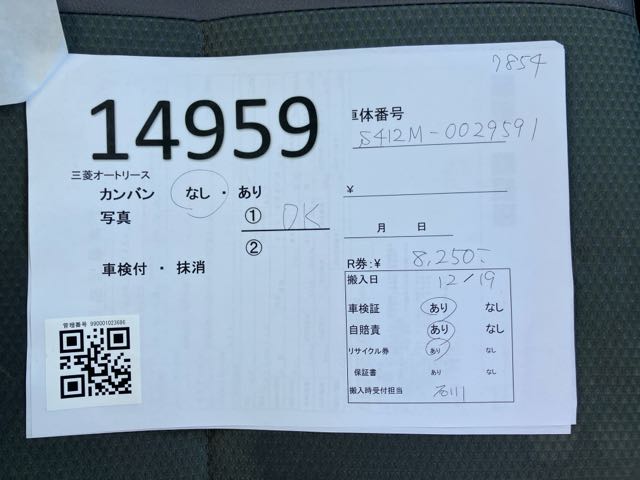 7854
14959
車体番号
S412M-0029591
三菱オートリース
カンバン なし・あり
¥
写真 ① OK
②
月 日
車検付・抹消
R券:¥ 8,250-
搬入日 12/19
車検証 あり なし
自賠責 あり なし
リサイクル券 あり なし
保証書 あり なし
搬入時受付担当 石川
管理番号 990001023686